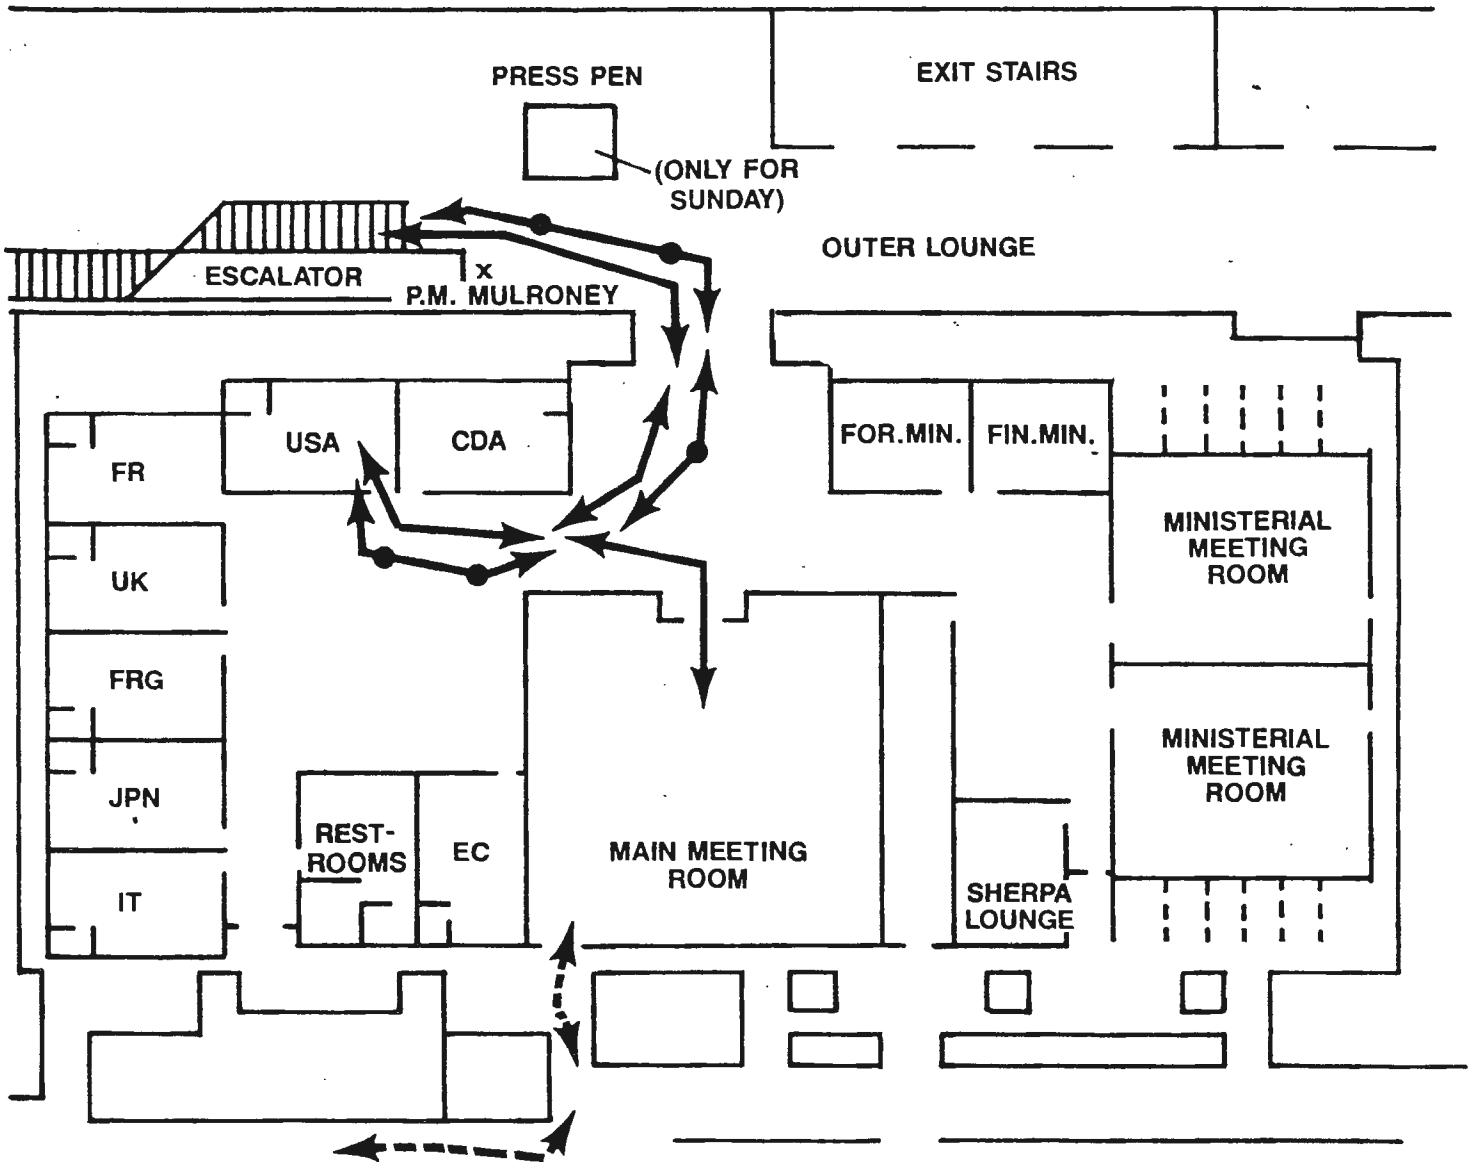 PRESS PEN
EXIT STAIRS
(ONLY FOR
SUNDAY)
OUTER LOUNGE
ESCALATOR
x
P.M. MULRONEY
USA
CDA
FOR.MIN.
FIN.MIN.
FR
UK
FRG
JPN
IT
MINISTERIAL
MEETING
ROOM
MINISTERIAL
MEETING
ROOM
REST-
ROOMS
EC
MAIN MEETING
ROOM
SHERPA
LOUNGE